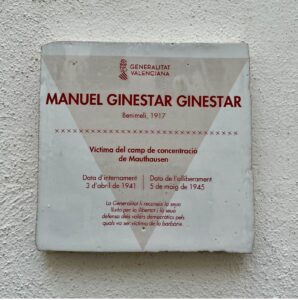 GENERALITAT
VALENCIANA
MANUEL GINESTAR GINESTAR
Benimeli, 1917
Víctima del camp de concentració
de Mauthausen
Data d'internament
3 d'abril de 1941
Data de l'alliberament
5 de maig de 1945
La Generalitat li reconeix la seua
lluita per la llibertat i la seua
defensa dels valors democràtics pels
quals va ser víctima de la barbàrie.